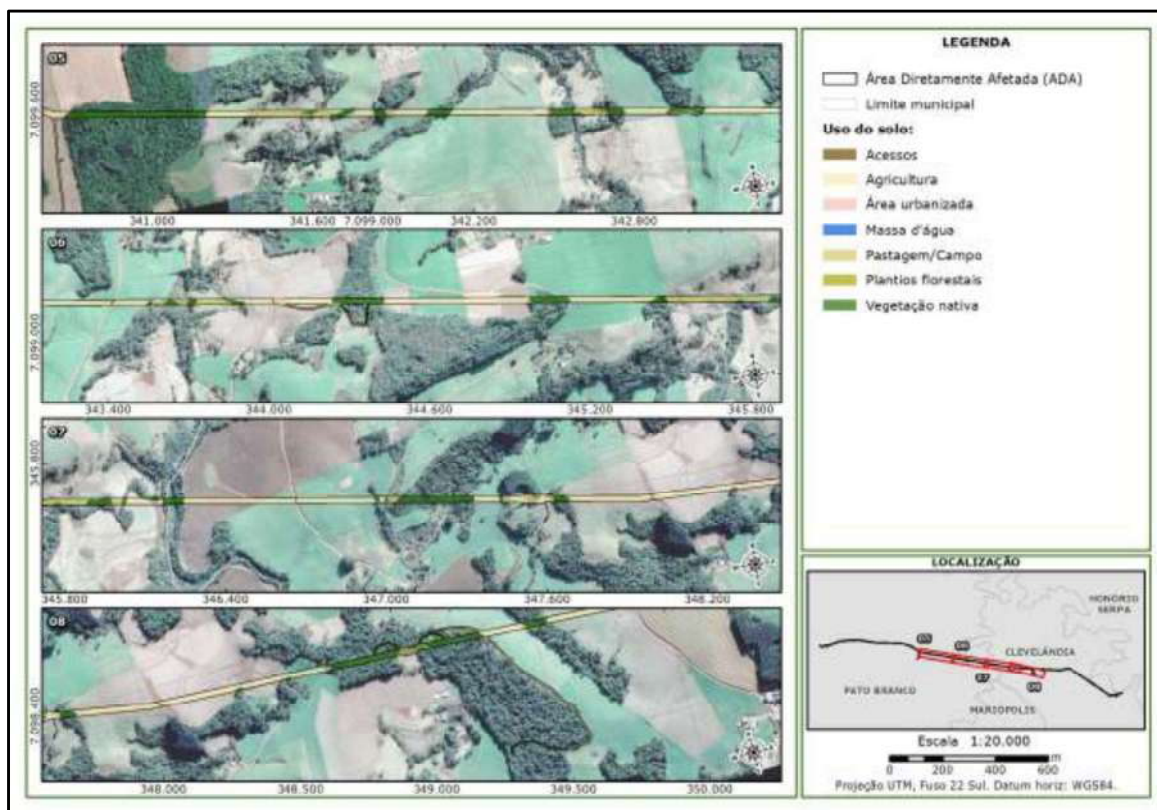 05
7.099.600
341.000
341.600
7.099.000
342.200
342.800
06
7.099.000
343.400
344.000
344.600
345.200
345.800
07
345.800
345.800
346.400
347.000
347.600
348.200
08
7.098.400
348.000
348.500
349.000
349.500
350.000
LEGENDA
Área Diretamente Afetada (ADA)
Limite municipal
Uso do solo:
Acessos
Agricultura
Área urbanizada
Massa d'água
Pastagem/Campo
Plantios florestais
Vegetação nativa
LOCALIZAÇÃO
HONÓRIO
SERPA
05
06
CLEVELÂNDIA
07
08
PATO BRANCO
MARIOPOLIS
Escala 1:20.000
m
0 200 400 600
Projeção UTM, Fuso 22 Sul. Datum horiz: WGS84.